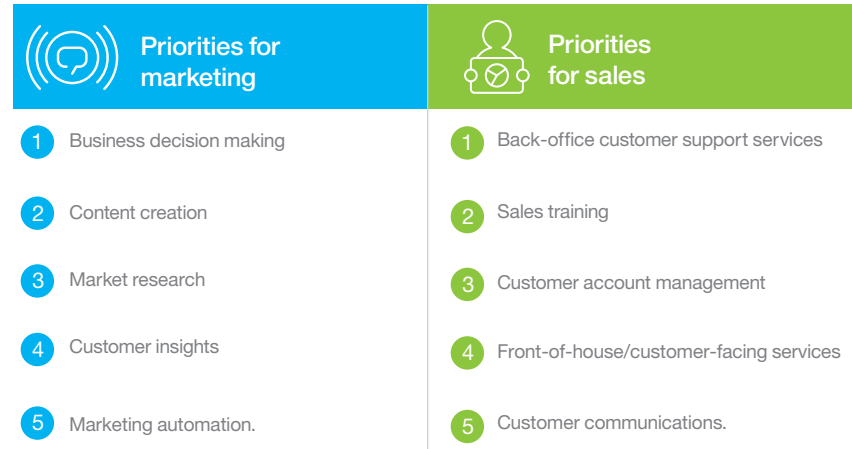 Priorities for
marketing
1 Business decision making
2 Content creation
3 Market research
4 Customer insights
5 Marketing automation.
Priorities
for sales
1 Back-office customer support services
2 Sales training
3 Customer account management
4 Front-of-house/customer-facing services
5 Customer communications.